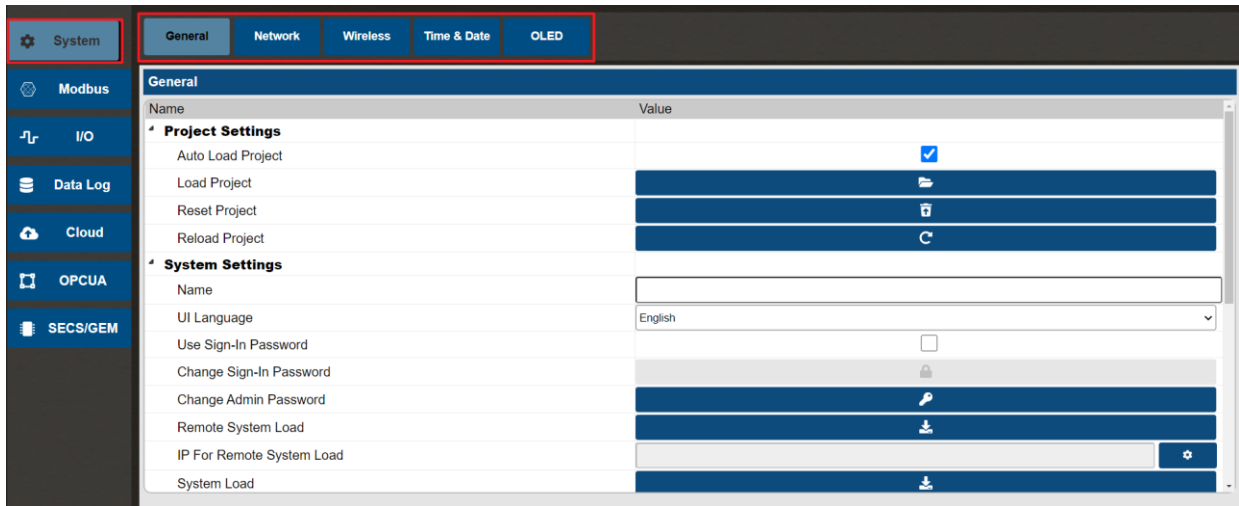 System
General Network Wireless Time & Date OLED
Modbus
I/O
Data Log
Cloud
OPCUA
SECS/GEM
General
Name Value
Project Settings
Auto Load Project
Load Project
Reset Project
Reload Project
System Settings
Name
UI Language English
Use Sign-In Password
Change Sign-In Password
Change Admin Password
Remote System Load
IP For Remote System Load
System Load